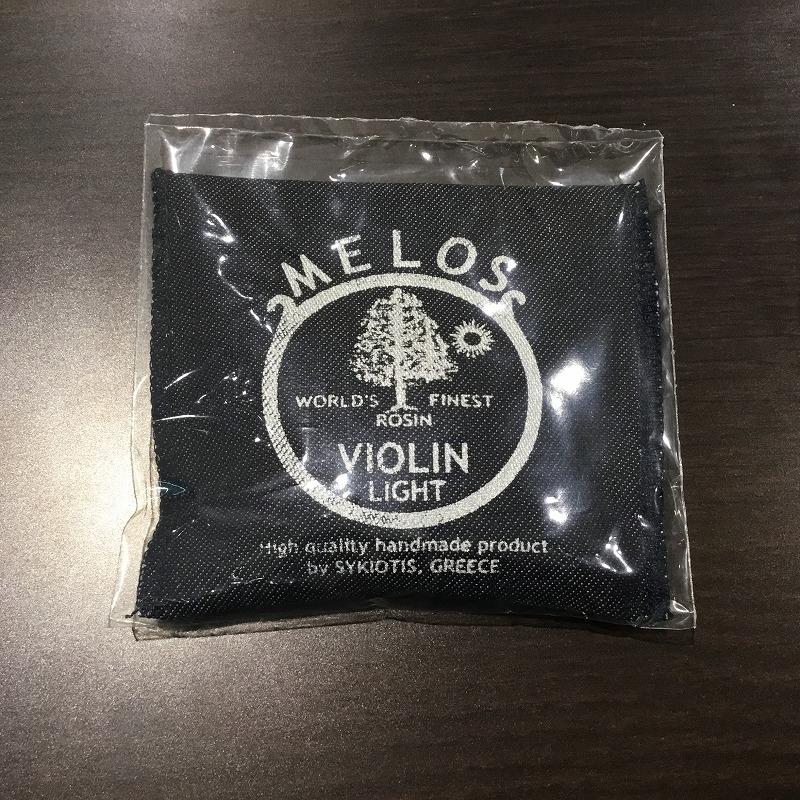 MELOS
WORLD'S FINEST
ROSIN
VIOLIN
LIGHT
High quality handmade product
by SYKIOTIS, GREECE